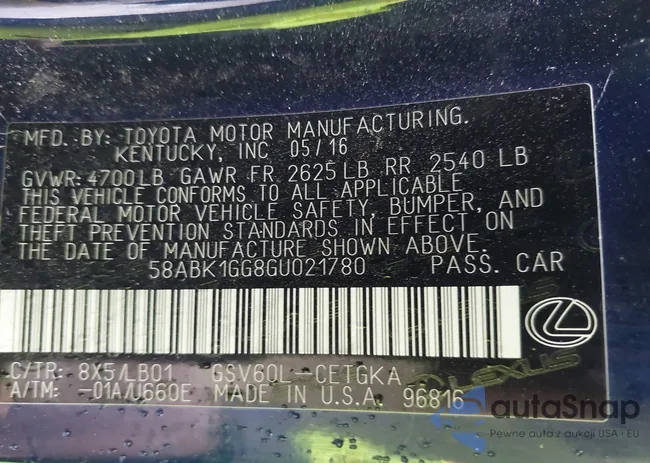 MFD. BY: TOYOTA MOTOR MANUFACTURING.
KENTUCKY, INC 05/16
GVWR: 4700LB GAWR FR 2625LB RR 2540 LB
THIS VEHICLE CONFORMS TO ALL APPLICABLE
FEDERAL MOTOR VEHICLE SAFETY, BUMPER, AND
THEFT PREVENTION STANDARDS IN EFFECT ON
THE DATE OF MANUFACTURE SHOWN ABOVE.
58ABK1GG8GU021780 PASS. CAR
C/TR: 8X5/LB01 GSV60L-CETGKA LEXUS
A/TM: -01A/U660E MADE IN U.S.A. 96816
autaSnap
Pewne auta z aukcji USA i EU